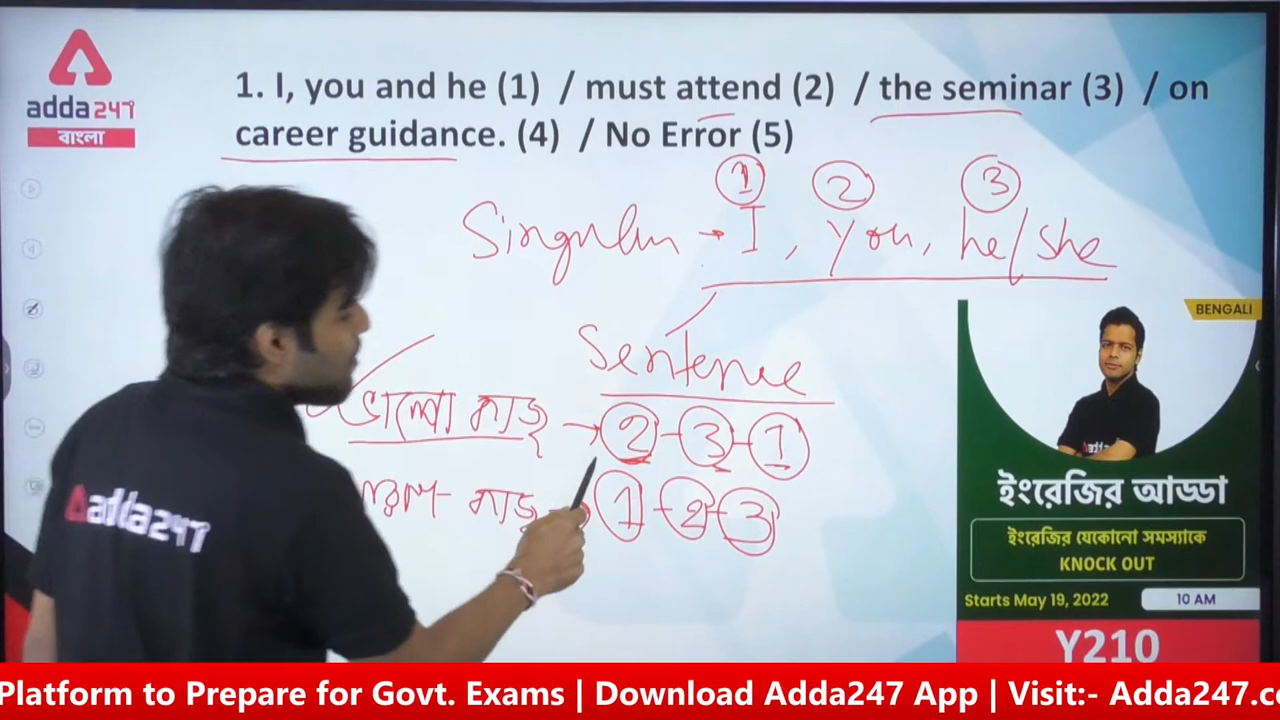 adda247
বাংলা
1. I, you and he (1) / must attend (2) / the seminar (3) / on
career guidance. (4) / No Error (5)
1 2 3
Singular → I, you, he/she
Sentence
ভালো কাজ → 2-3-1
কাজ 1-2-3
adda247
BENGALI
ইংরেজির আড্ডা
ইংরেজির যেকোনো সমস্যাকে
KNOCK OUT
Starts May 19, 2022 10 AM
Y210
Platform to Prepare for Govt. Exams | Download Adda247 App | Visit:- Adda247.co